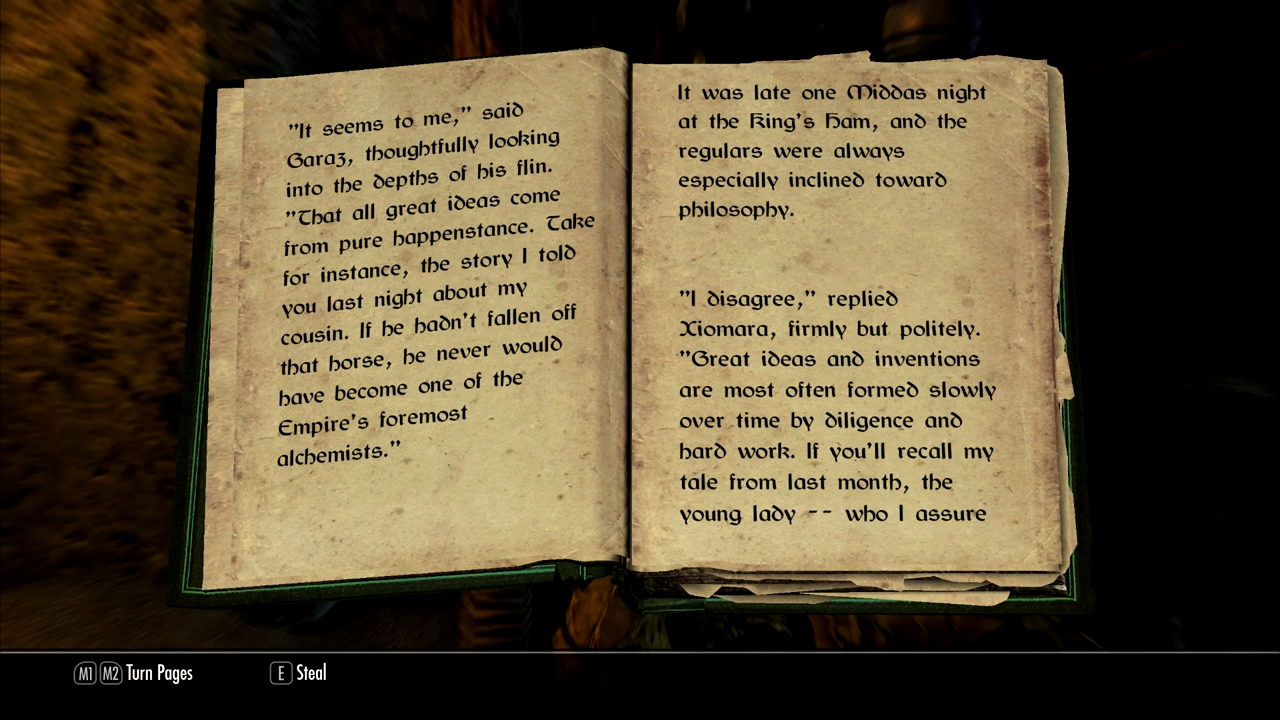 "It seems to me," said
Garaz, thoughtfully looking
into the depths of his flin.
"That all great ideas come
from pure happenstance. Take
for instance, the story I told
you last night about my
cousin. If he hadn't fallen off
that horse, he never would
have become one of the
Empire's foremost
alchemists."
It was late one Middas night
at the King's Ham, and the
regulars were always
especially inclined toward
philosophy.
"I disagree," replied
Xiomara, firmly but politely.
"Great ideas and inventions
are most often formed slowly
over time by diligence and
hard work. If you'll recall my
tale from last month, the
young lady -- who I assure
M1 M2 Turn Pages
E Steal